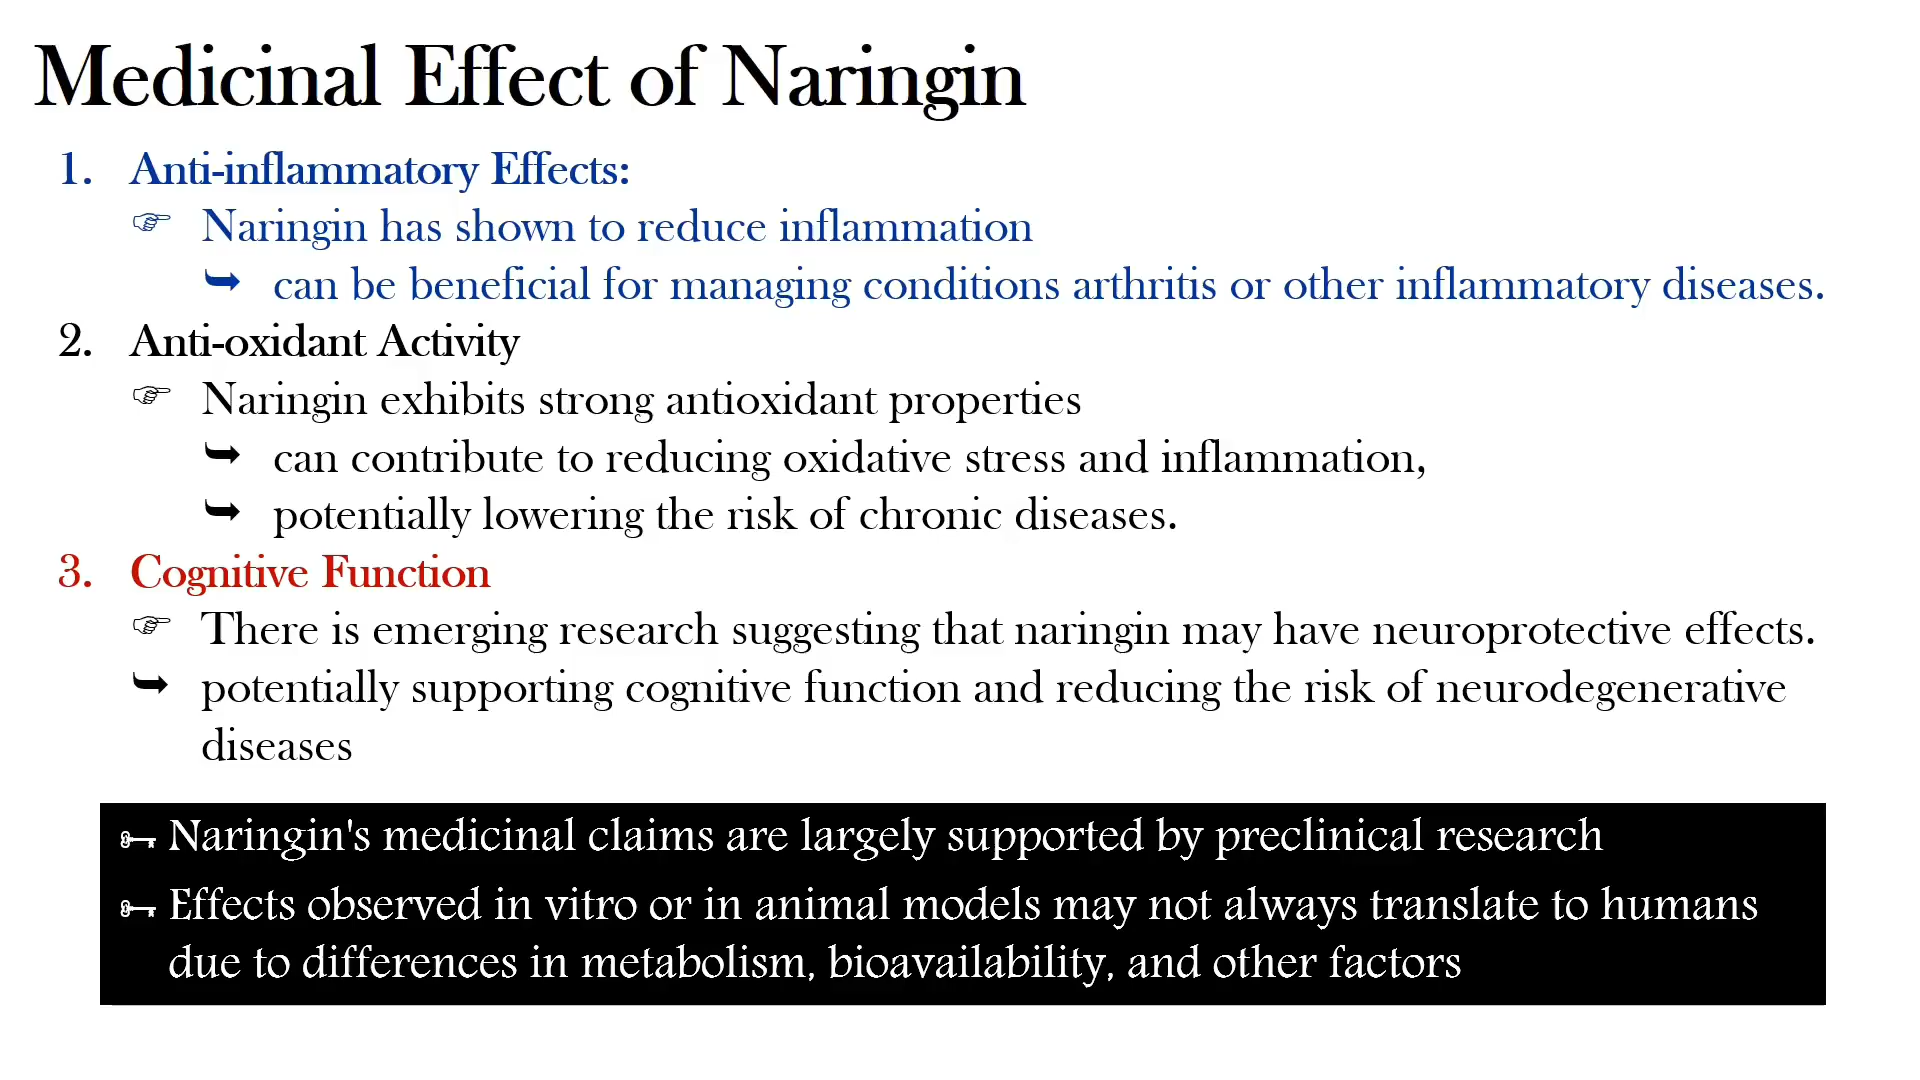 Medicinal Effect of Naringin
1. Anti-inflammatory Effects:
☞ Naringin has shown to reduce inflammation
➥ can be beneficial for managing conditions arthritis or other inflammatory diseases.
2. Anti-oxidant Activity
☞ Naringin exhibits strong antioxidant properties
➥ can contribute to reducing oxidative stress and inflammation,
➥ potentially lowering the risk of chronic diseases.
3. Cognitive Function
☞ There is emerging research suggesting that naringin may have neuroprotective effects.
➥ potentially supporting cognitive function and reducing the risk of neurodegenerative
diseases
Naringin's medicinal claims are largely supported by preclinical research
Effects observed in vitro or in animal models may not always translate to humans
due to differences in metabolism, bioavailability, and other factors